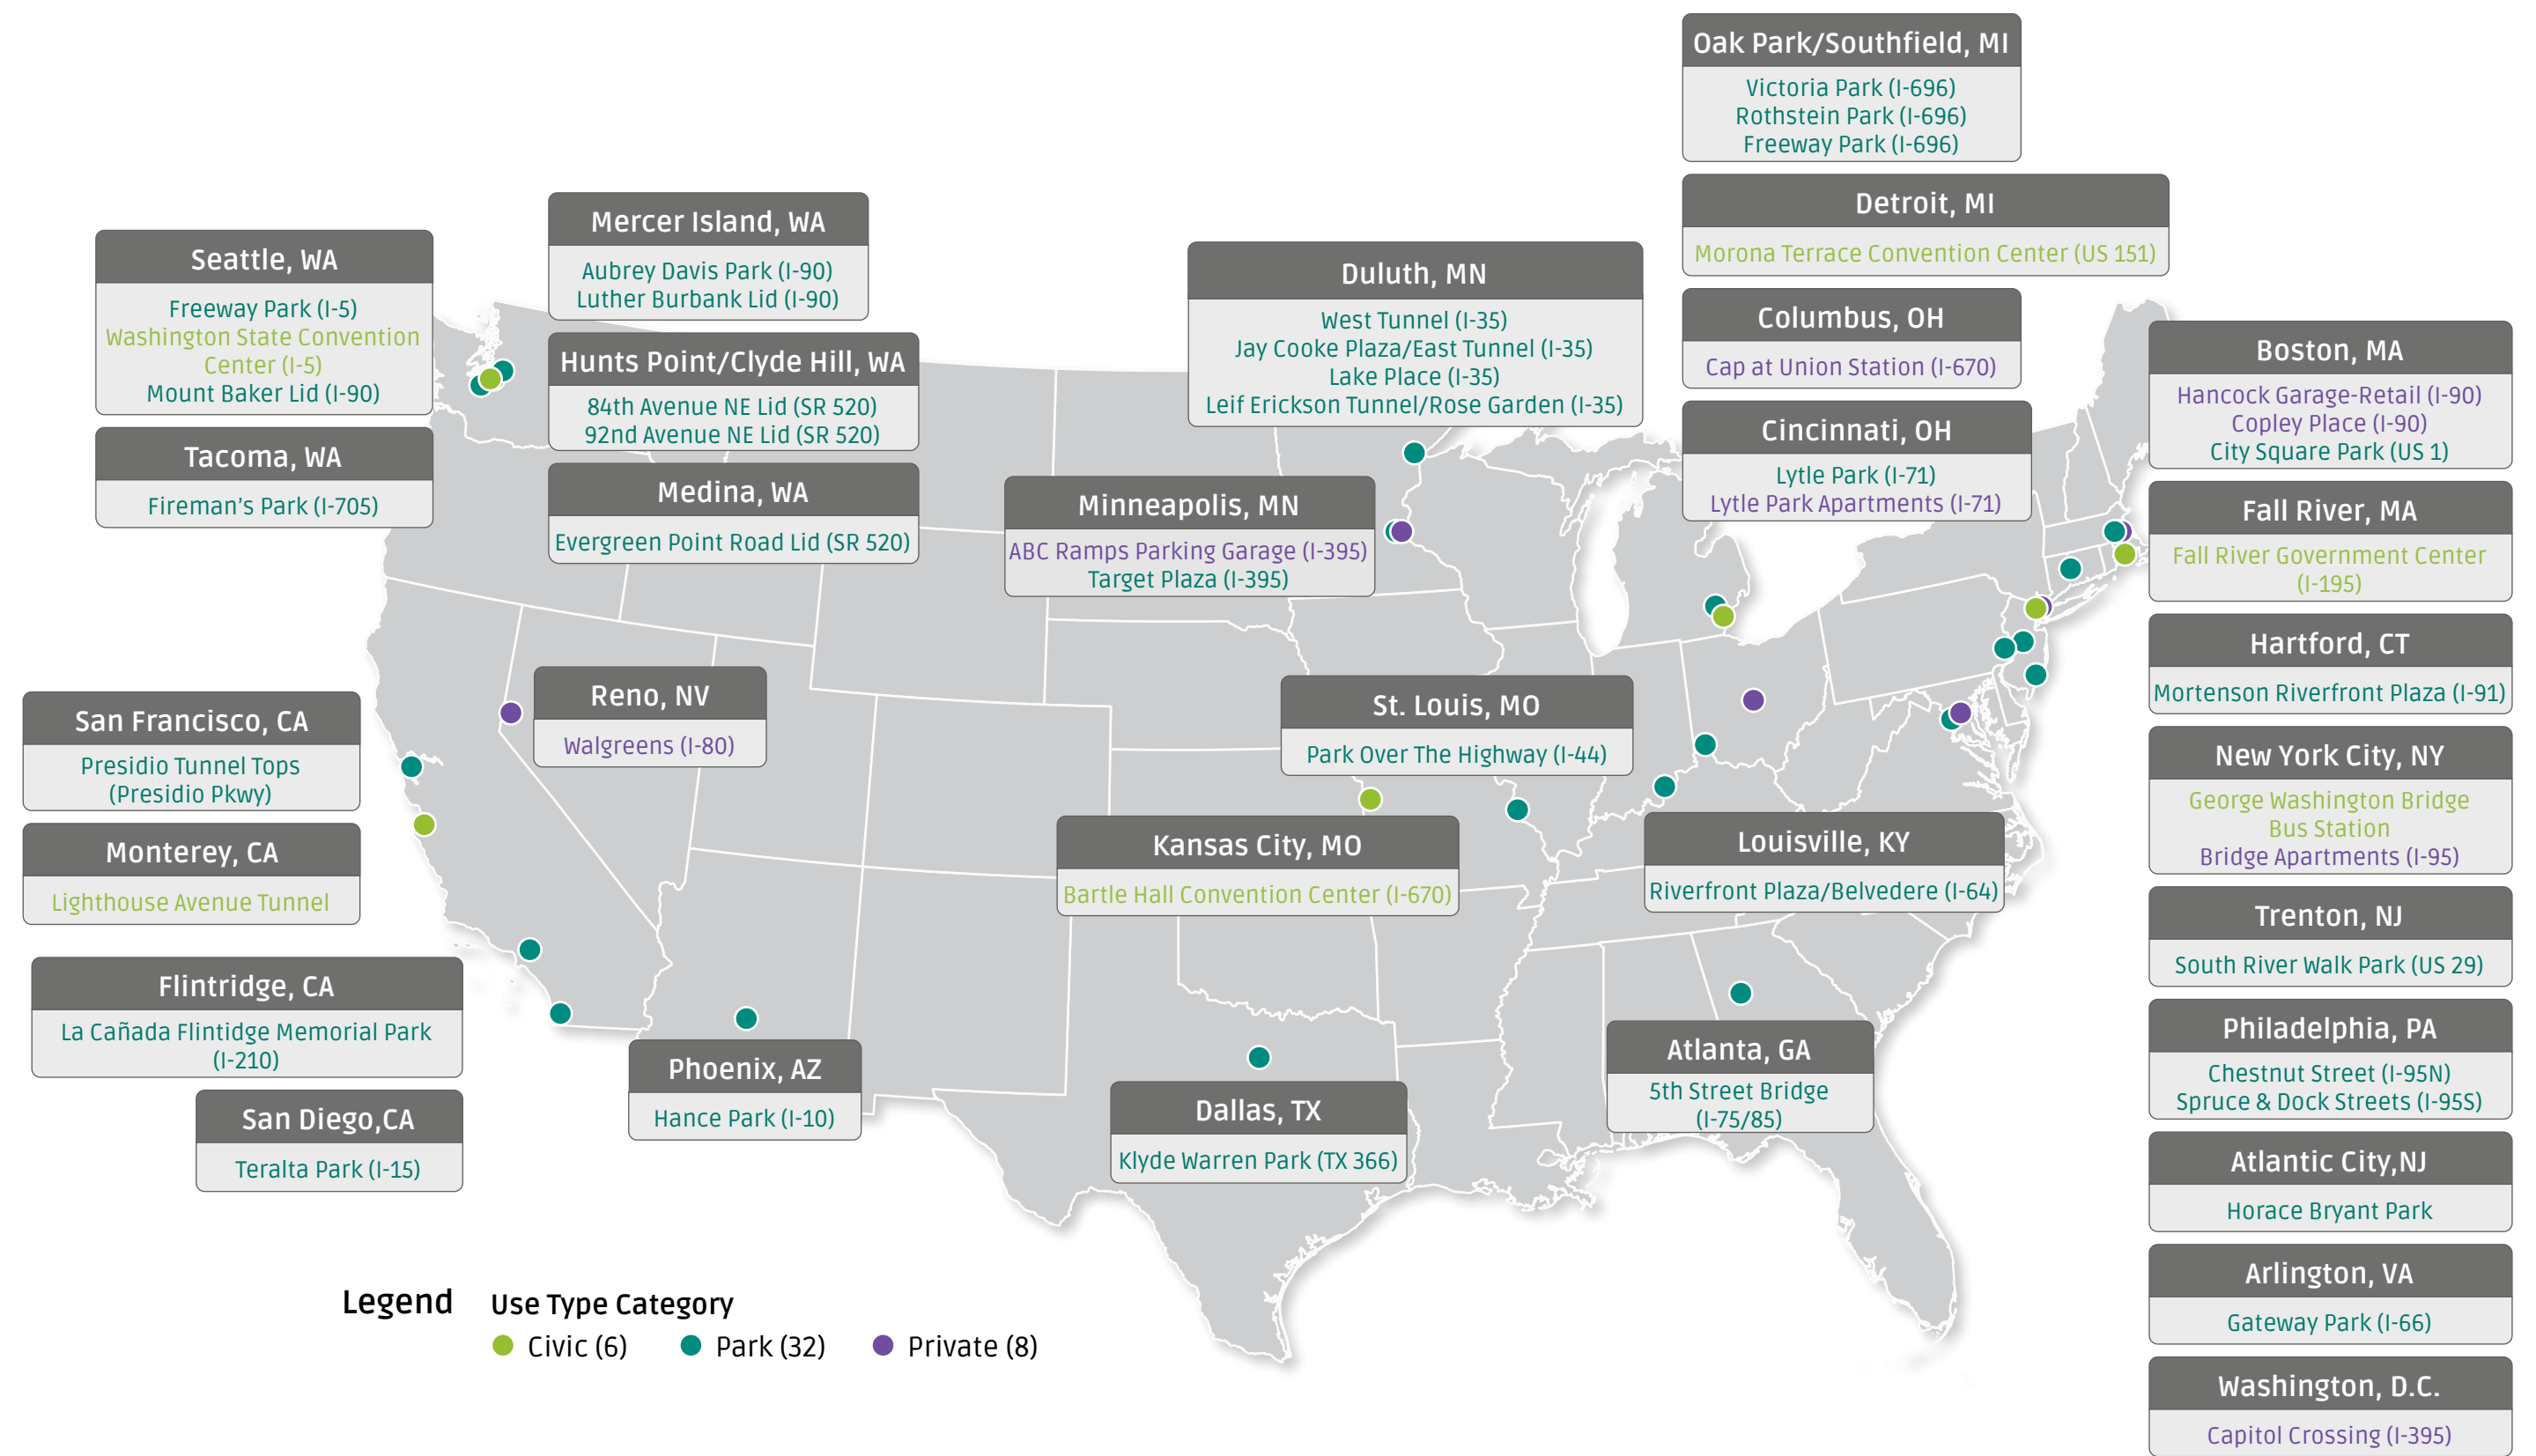 Oak Park/Southfield, MI
Victoria Park (I-696)
Rothstein Park (I-696)
Freeway Park (I-696)
Detroit, MI
Morona Terrace Convention Center (US 151)
Columbus, OH
Cap at Union Station (I-670)
Cincinnati, OH
Lytle Park (I-71)
Lytle Park Apartments (I-71)
Mercer Island, WA
Aubrey Davis Park (I-90)
Luther Burbank Lid (I-90)
Seattle, WA
Freeway Park (I-5)
Washington State Convention
Center (I-5)
Mount Baker Lid (I-90)
Hunts Point/Clyde Hill, WA
84th Avenue NE Lid (SR 520)
92nd Avenue NE Lid (SR 520)
Tacoma, WA
Fireman’s Park (I-705)
Medina, WA
Evergreen Point Road Lid (SR 520)
Duluth, MN
West Tunnel (I-35)
Jay Cooke Plaza/East Tunnel (I-35)
Lake Place (I-35)
Leif Erickson Tunnel/Rose Garden (I-35)
Minneapolis, MN
ABC Ramps Parking Garage (I-395)
Target Plaza (I-395)
Boston, MA
Hancock Garage-Retail (I-90)
Copley Place (I-90)
City Square Park (US 1)
Fall River, MA
Fall River Government Center
(I-195)
Hartford, CT
Mortenson Riverfront Plaza (I-91)
New York City, NY
George Washington Bridge
Bus Station
Bridge Apartments (I-95)
Trenton, NJ
South River Walk Park (US 29)
Philadelphia, PA
Chestnut Street (I-95N)
Spruce & Dock Streets (I-95S)
Atlantic City,NJ
Horace Bryant Park
Arlington, VA
Gateway Park (I-66)
Washington, D.C.
Capitol Crossing (I-395)
Reno, NV
Walgreens (I-80)
San Francisco, CA
Presidio Tunnel Tops
(Presidio Pkwy)
Monterey, CA
Lighthouse Avenue Tunnel
Flintridge, CA
La Cañada Flintidge Memorial Park
(I-210)
San Diego,CA
Teralta Park (I-15)
Phoenix, AZ
Hance Park (I-10)
St. Louis, MO
Park Over The Highway (I-44)
Kansas City, MO
Bartle Hall Convention Center (I-670)
Louisville, KY
Riverfront Plaza/Belvedere (I-64)
Dallas, TX
Klyde Warren Park (TX 366)
Atlanta, GA
5th Street Bridge
(I-75/85)
Legend
Use Type Category
Civic (6)
Park (32)
Private (8)